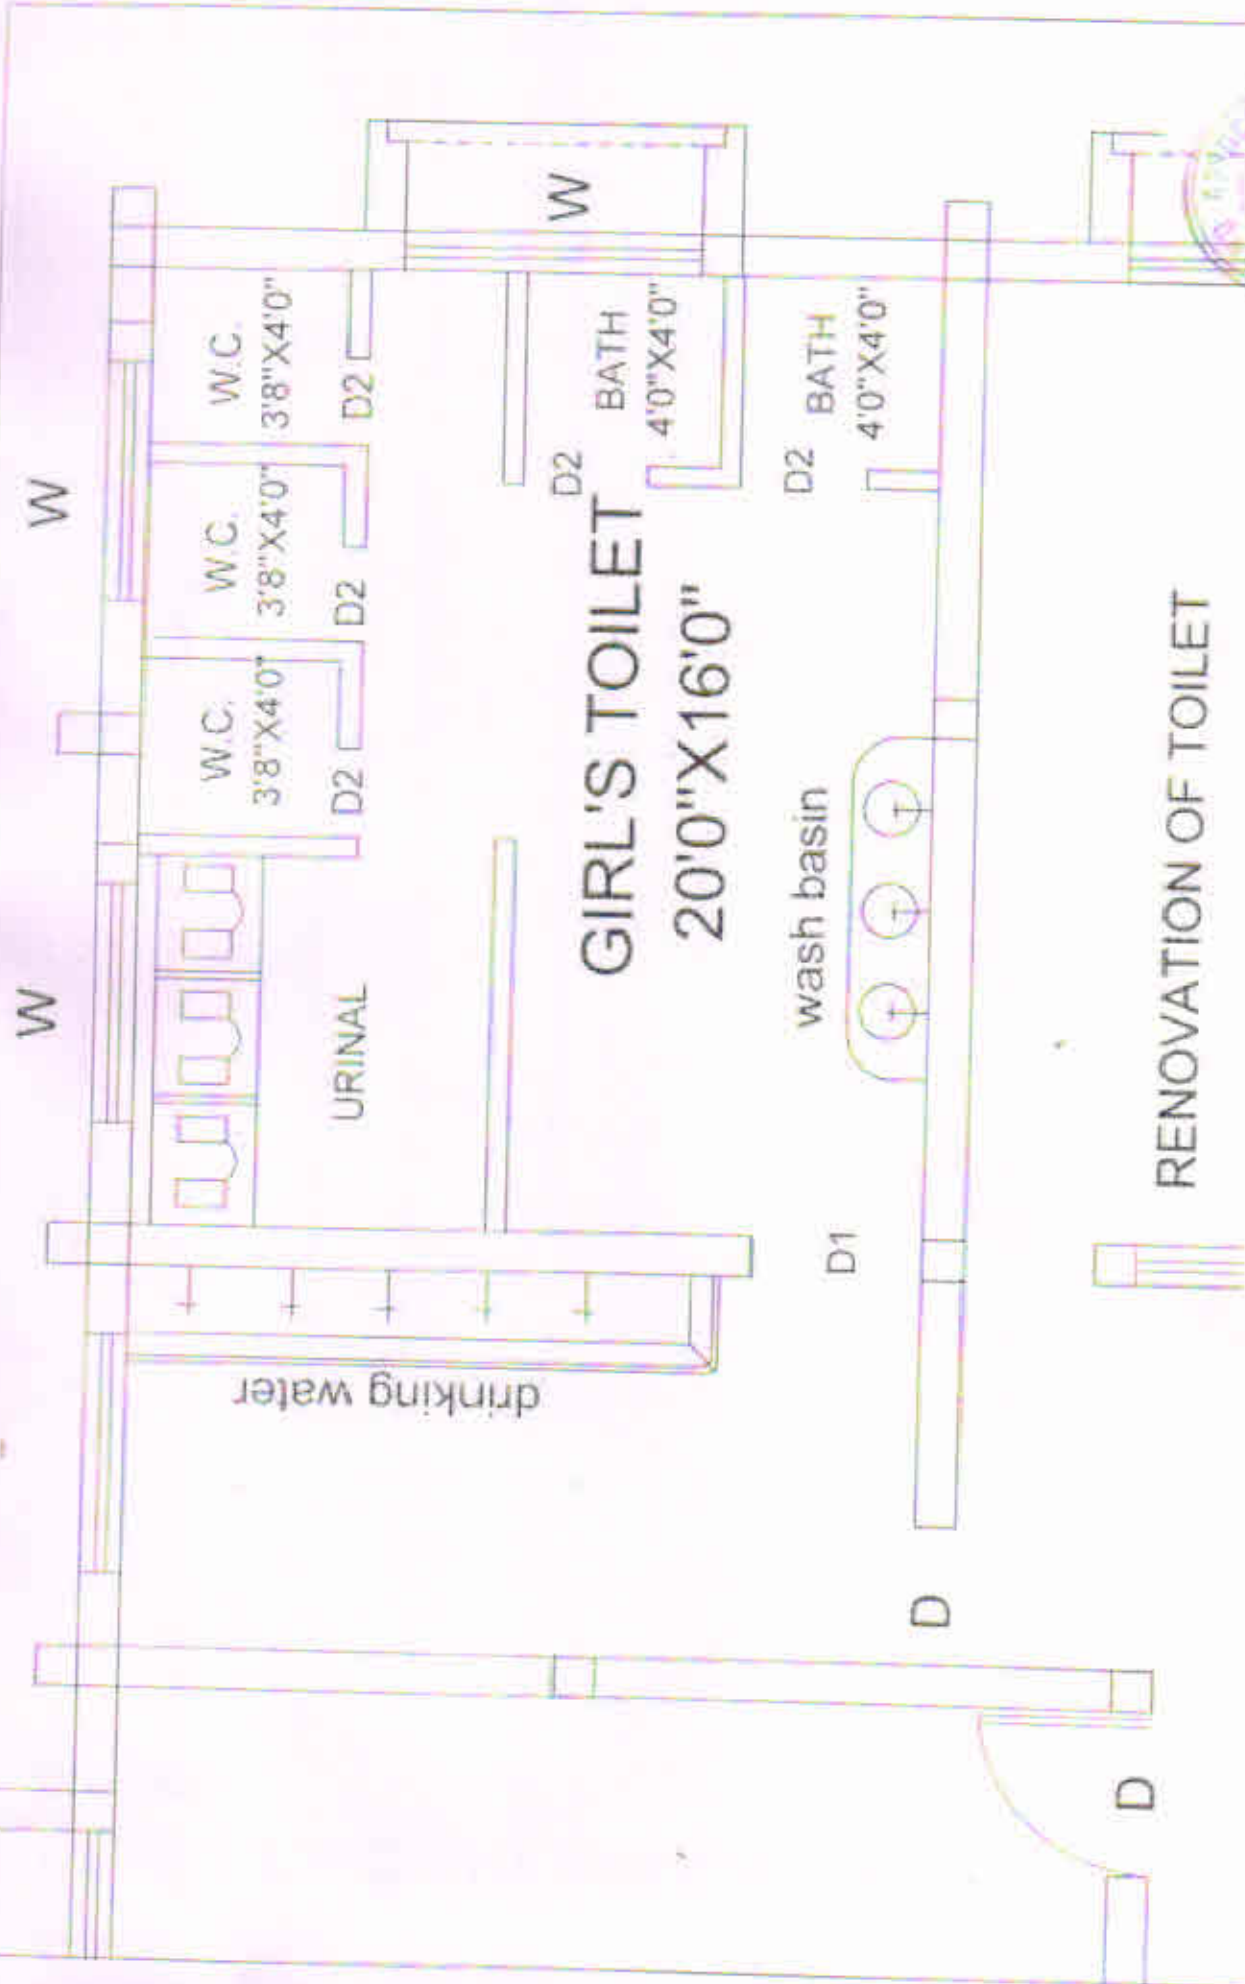 W
W
W.C.
3'8"X4'0"
W.C.
3'8"X4'0"
W.C.
3'8"X4'0"
D2
D2
D2
URINAL
W
D2
BATH
4'0"X4'0"
GIRL'S TOILET
20'0"X16'0"
D2
BATH
4'0"X4'0"
wash basin
D1
drinking water
D
D
RENOVATION OF TOILET